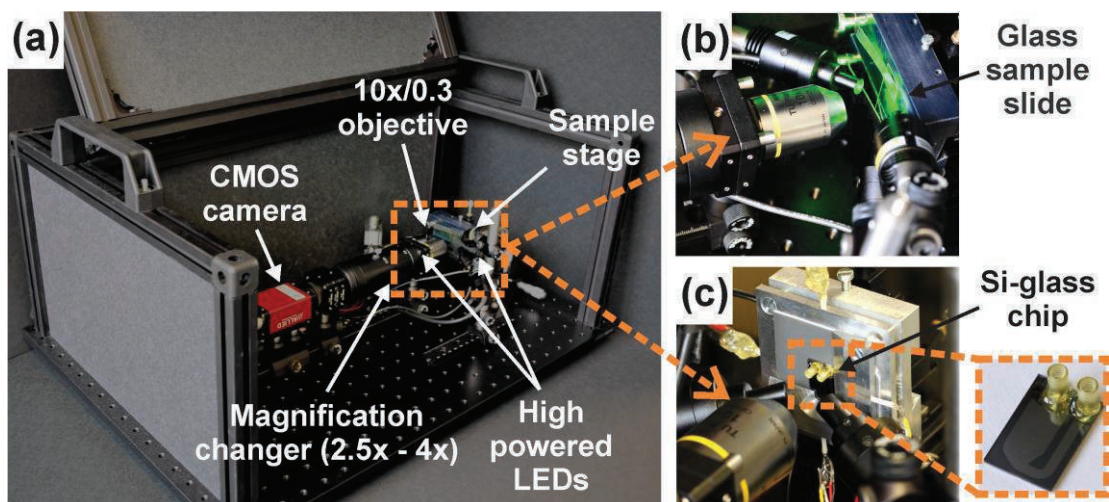 (a)
10x/0.3
objective
Sample
stage
CMOS
camera
Magnification
changer (2.5x - 4x)
High
powered
LEDs
(b)
Glass
sample
slide
(c)
Si-glass
chip